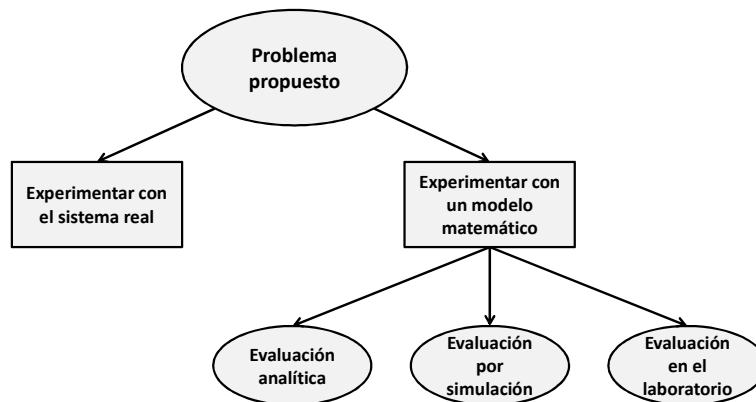 Problema
propuesto
Experimentar con
el sistema real
Experimentar con
un modelo
matemático
Evaluación
analítica
Evaluación
por
simulación
Evaluación
en el
laboratorio